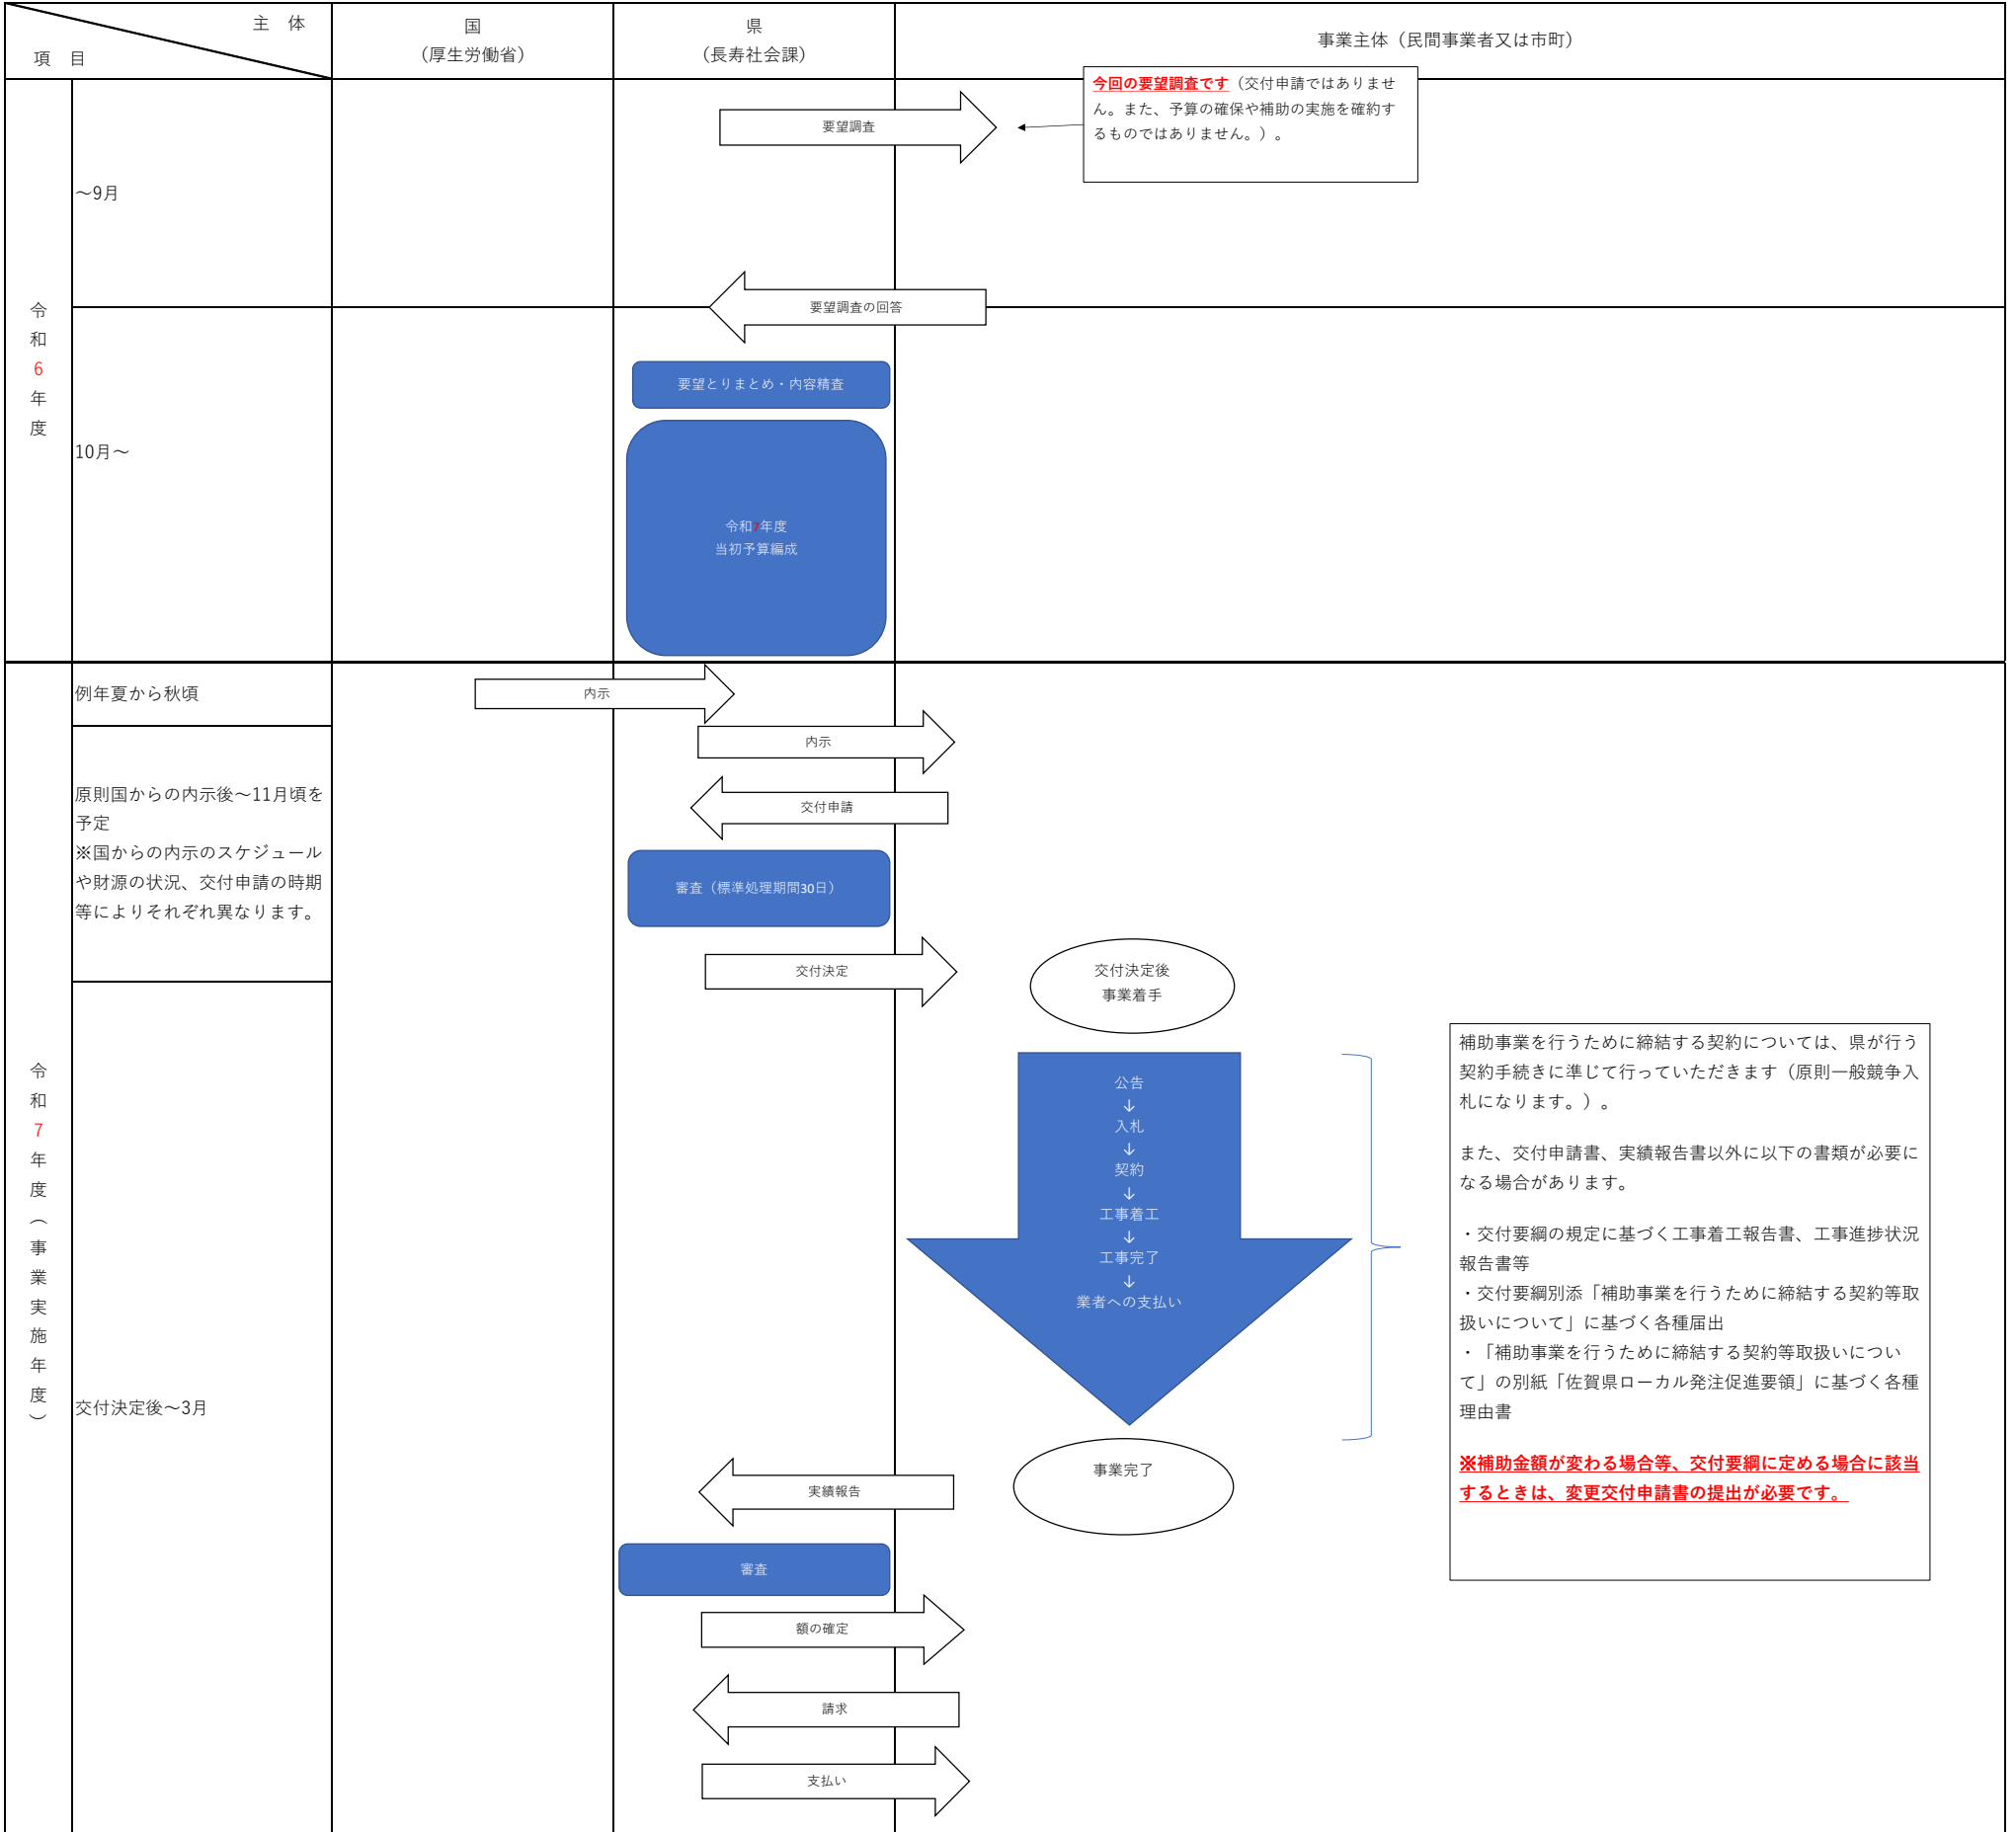 主　体
項　目
国
（厚生労働省）
県
（長寿社会課）
事業主体（民間事業者又は市町）
令和6年度
～9月
要望調査
今回の要望調査です（交付申請ではありませ
ん。また、予算の確保や補助の実施を確約す
るものではありません。）。
要望調査の回答
10月～
要望とりまとめ・内容精査
令和7年度
当初予算編成
令和7年度（事業実施年度）
例年夏から秋頃
内示
内示
原則国からの内示後～11月頃を
予定
※国からの内示のスケジュール
や財源の状況、交付申請の時期
等によりそれぞれ異なります。
交付申請
審査（標準処理期間30日）
交付決定
交付決定後
事業着手
交付決定後～3月
公告
↓
入札
↓
契約
↓
工事着工
↓
工事完了
↓
業者への支払い
補助事業を行うために締結する契約については、県が行う
契約手続きに準じて行っていただきます（原則一般競争入
札になります。）。
また、交付申請書、実績報告書以外に以下の書類が必要に
なる場合があります。
・交付要綱の規定に基づく工事着工報告書、工事進捗状況
報告書等
・交付要綱別添「補助事業を行うために締結する契約等取
扱いについて」に基づく各種届出
・「補助事業を行うために締結する契約等取扱いについ
て」の別紙「佐賀県ローカル発注促進要領」に基づく各種
理由書
※補助金額が変わる場合等、交付要綱に定める場合に該当
するときは、変更交付申請書の提出が必要です。
事業完了
実績報告
審査
額の確定
請求
支払い